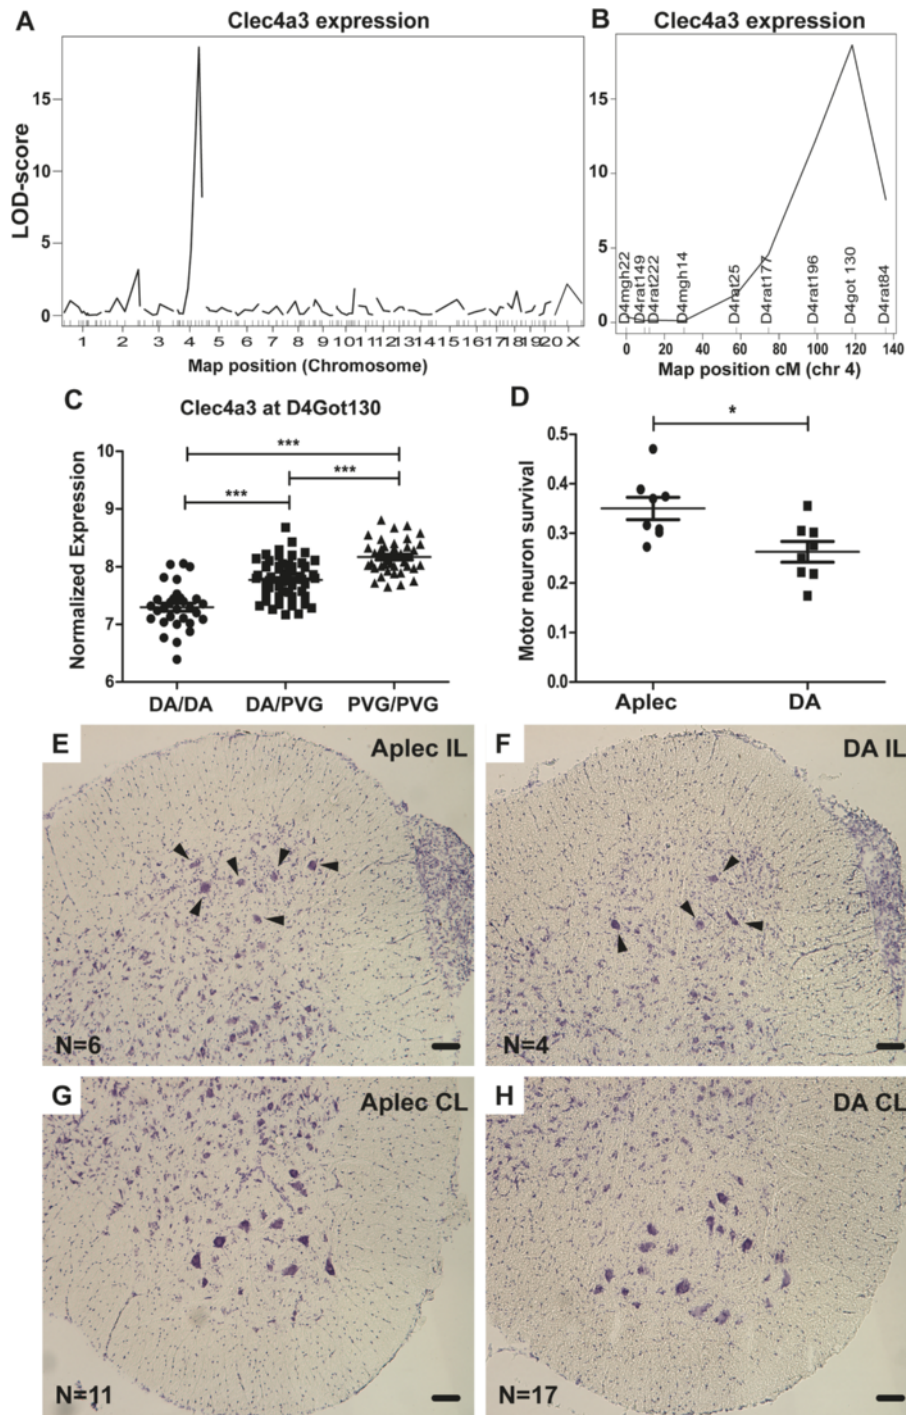 A
Clec4a3 expression
15
10
5
0
LOD-score
1 2 3 4 5 6 7 8 9 10 11 12 13 14 15 16 17 18 19 20 X
Map position (Chromosome)
B
Clec4a3 expression
15
10
5
0
D4mgh22
D4rat149
D4rat222
D4mgh14
D4rat25
D4rat177
D4rat196
D4got 130
D4rat84
0 20 40 60 80 100 120 140
Map position cM (chr 4)
C
Clec4a3 at D4Got130
10
9
8
7
6
Normalized Expression
***
***
***
DA/DA DA/PVG PVG/PVG
D
*
0.5
0.4
0.3
0.2
0.1
0.0
Motor neuron survival
Aplec DA
E
Aplec IL
N=6
F
DA IL
N=4
G
Aplec CL
N=11
H
DA CL
N=17